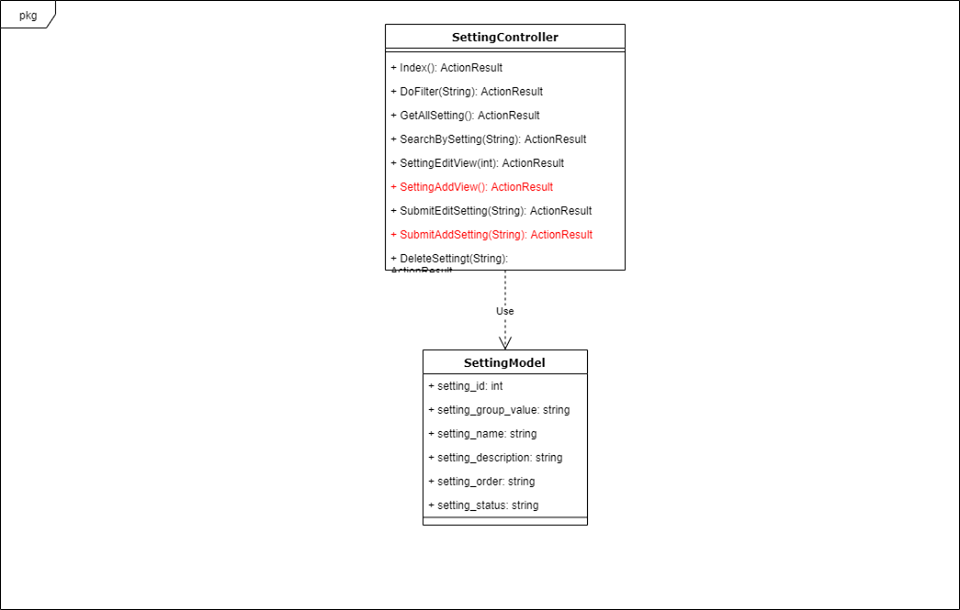 pkg
SettingController
+ Index(): ActionResult
+ DoFilter(String): ActionResult
+ GetAllSetting(): ActionResult
+ SearchBySetting(String): ActionResult
+ SettingEditView(int): ActionResult
+ SettingAddView(): ActionResult
+ SubmitEditSetting(String): ActionResult
+ SubmitAddSetting(String): ActionResult
+ DeleteSettingt(String):
ActionResult
Use
SettingModel
+ setting_id: int
+ setting_group_value: string
+ setting_name: string
+ setting_description: string
+ setting_order: string
+ setting_status: string